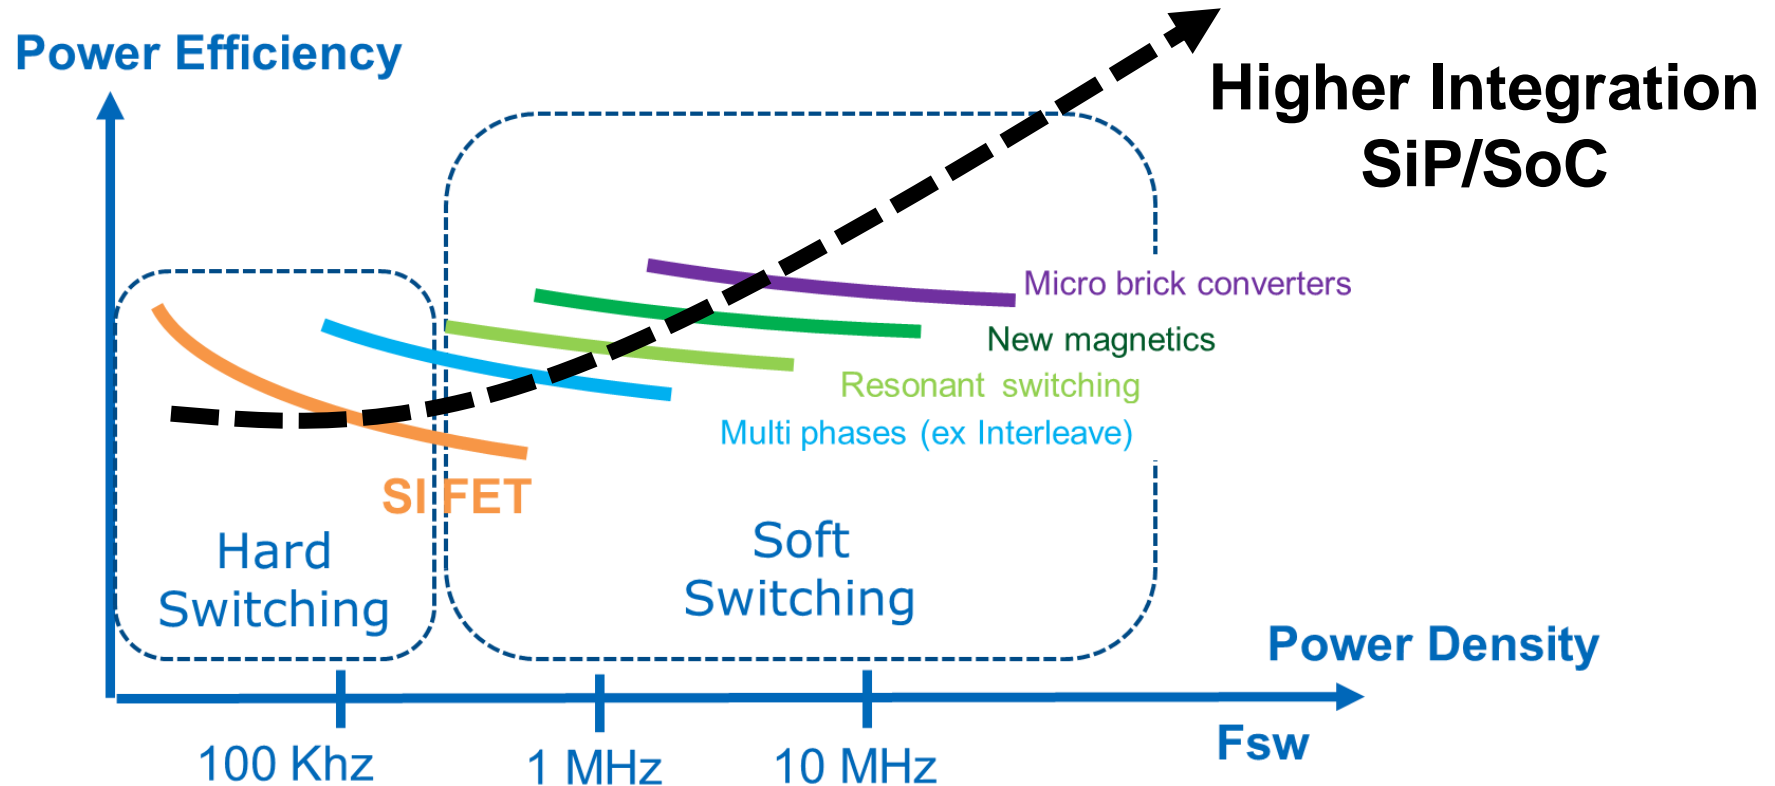 Power Efficiency
Higher Integration
SiP/SoC
Micro brick converters
New magnetics
Resonant switching
Multi phases (ex Interleave)
SI FET
Hard
Switching
Soft
Switching
Power Density
Fsw
100 Khz
1 MHz
10 MHz